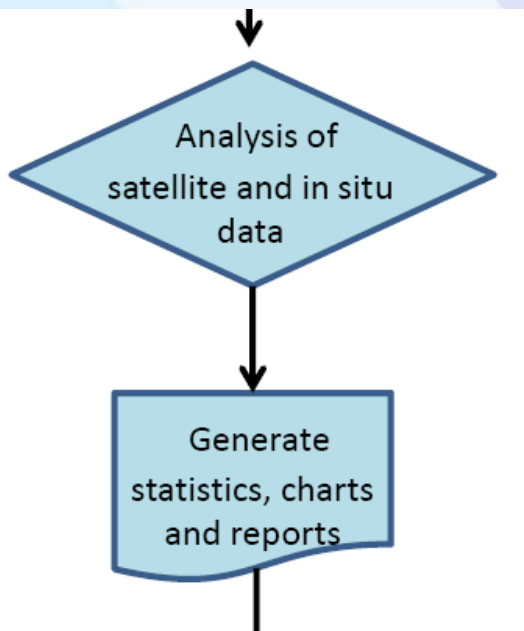 Analysis of
satellite and in situ
data
Generate
statistics, charts
and reports